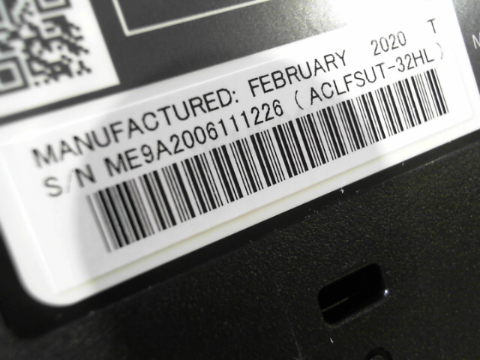 MANUFACTURED: FEBRUARY 2020 T
S/N ME9A2006111226 (ACLFSUT-32HL)